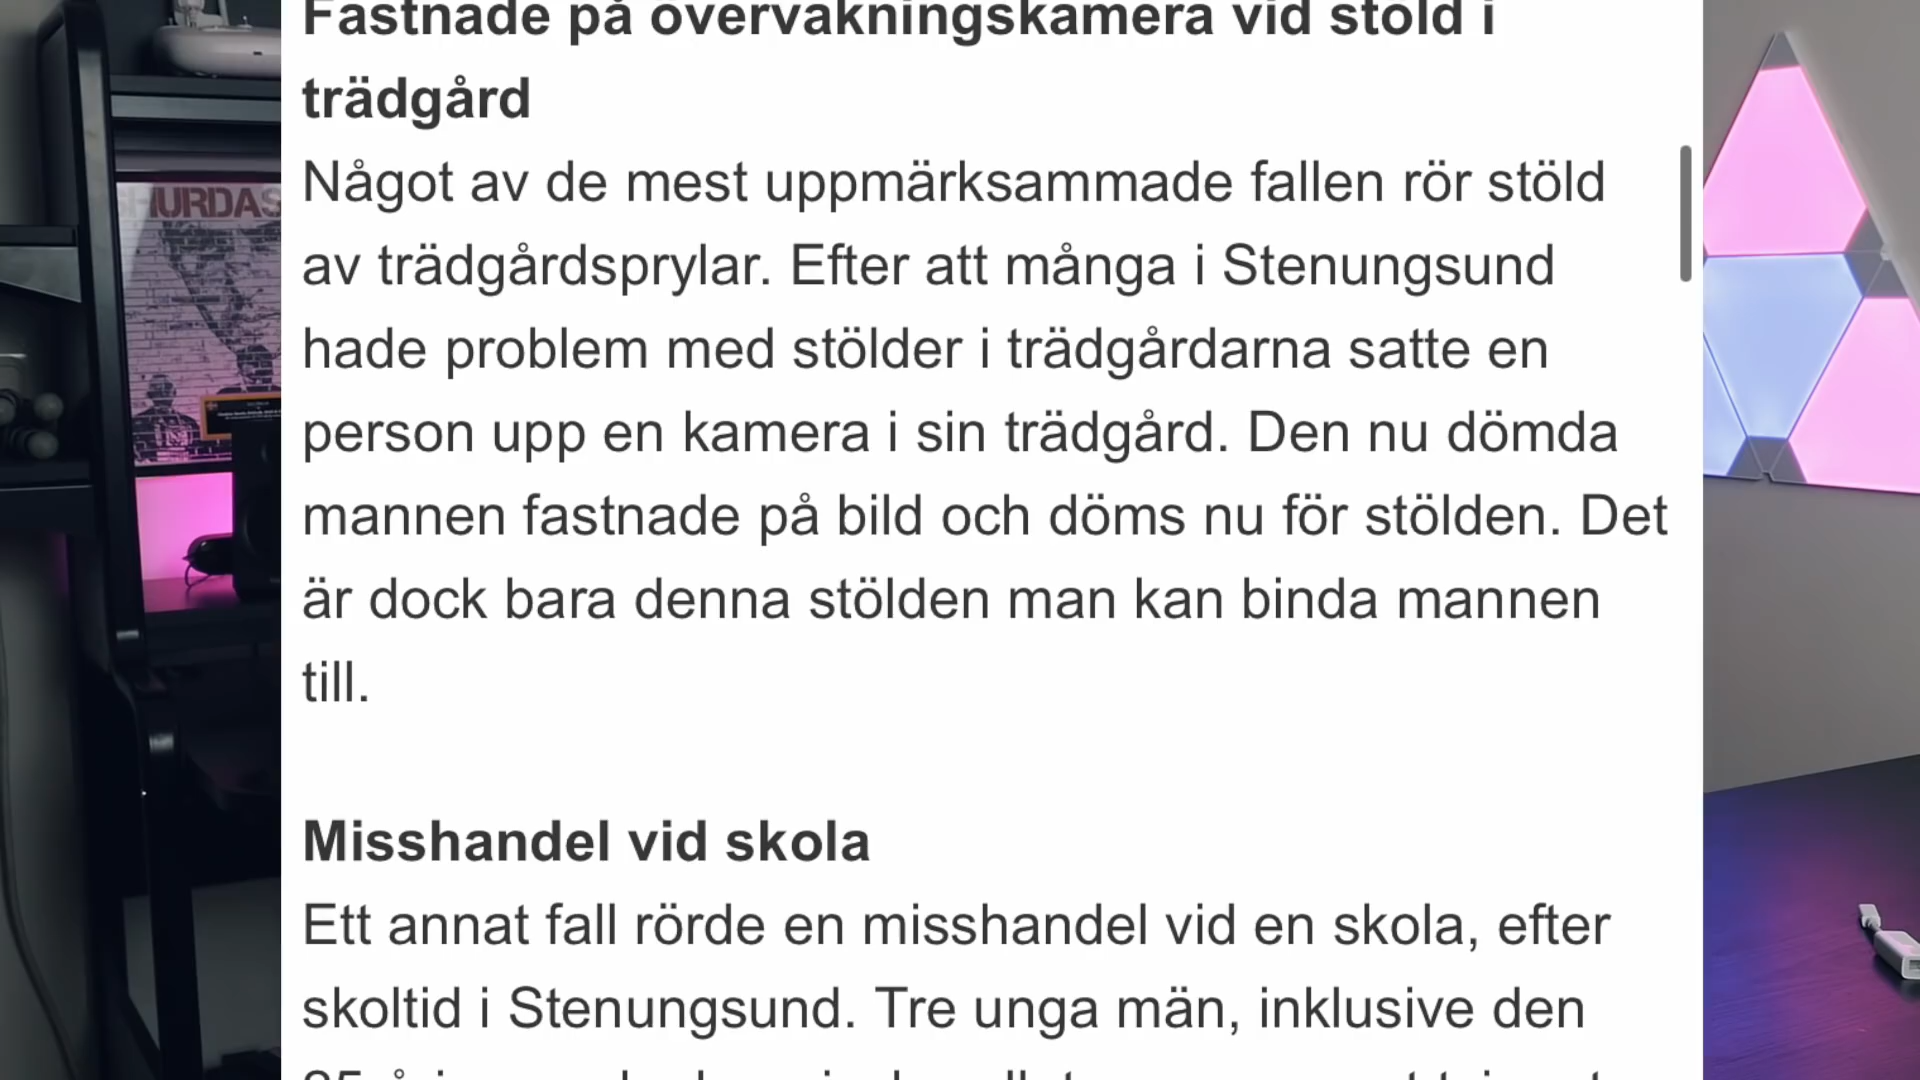 Fastnade på övervakningskamera vid stöld i
trädgård
Något av de mest uppmärksammade fallen rör stöld
av trädgårdsprylar. Efter att många i Stenungsund
hade problem med stölder i trädgårdarna satte en
person upp en kamera i sin trädgård. Den nu dömda
mannen fastnade på bild och döms nu för stölden. Det
är dock bara denna stölden man kan binda mannen
till.
Misshandel vid skola
Ett annat fall rörde en misshandel vid en skola, efter
skoltid i Stenungsund. Tre unga män, inklusive den